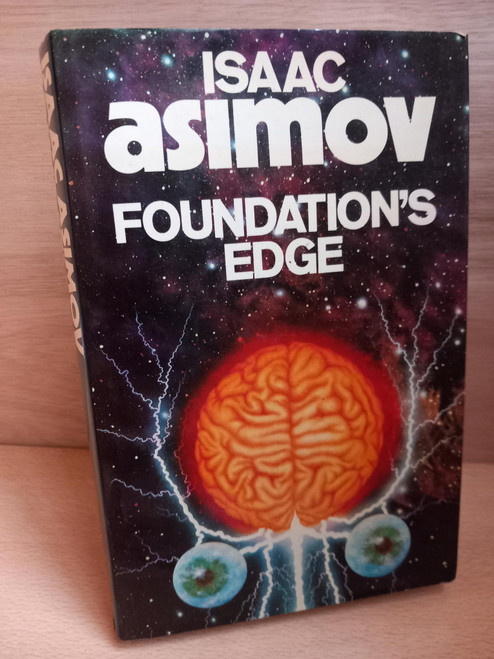 ISAAC
asimov
FOUNDATION'S
EDGE
ISAAC ASIMOV